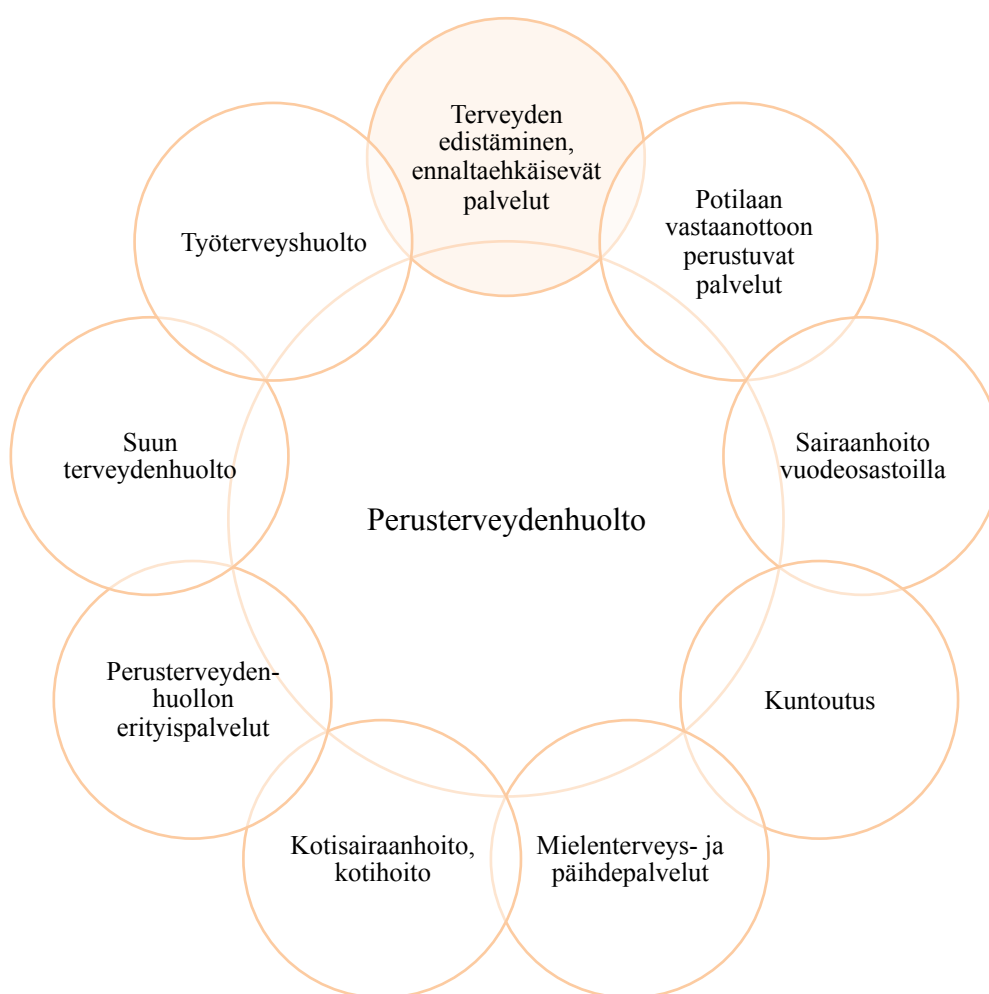 Terveyden
edistäminen,
ennaltaehkäisevät
palvelut
Potilaan
vastaanottoon
perustuvat
palvelut
Sairaanhoito
vuodeosastoilla
Kuntoutus
Mielenterveys- ja
päihdepalvelut
Kotisairaanhoito,
kotihoito
Perusterveyden-
huollon
erityispalvelut
Suun
terveydenhuolto
Työterveyshuolto
Perusterveydenhuolto